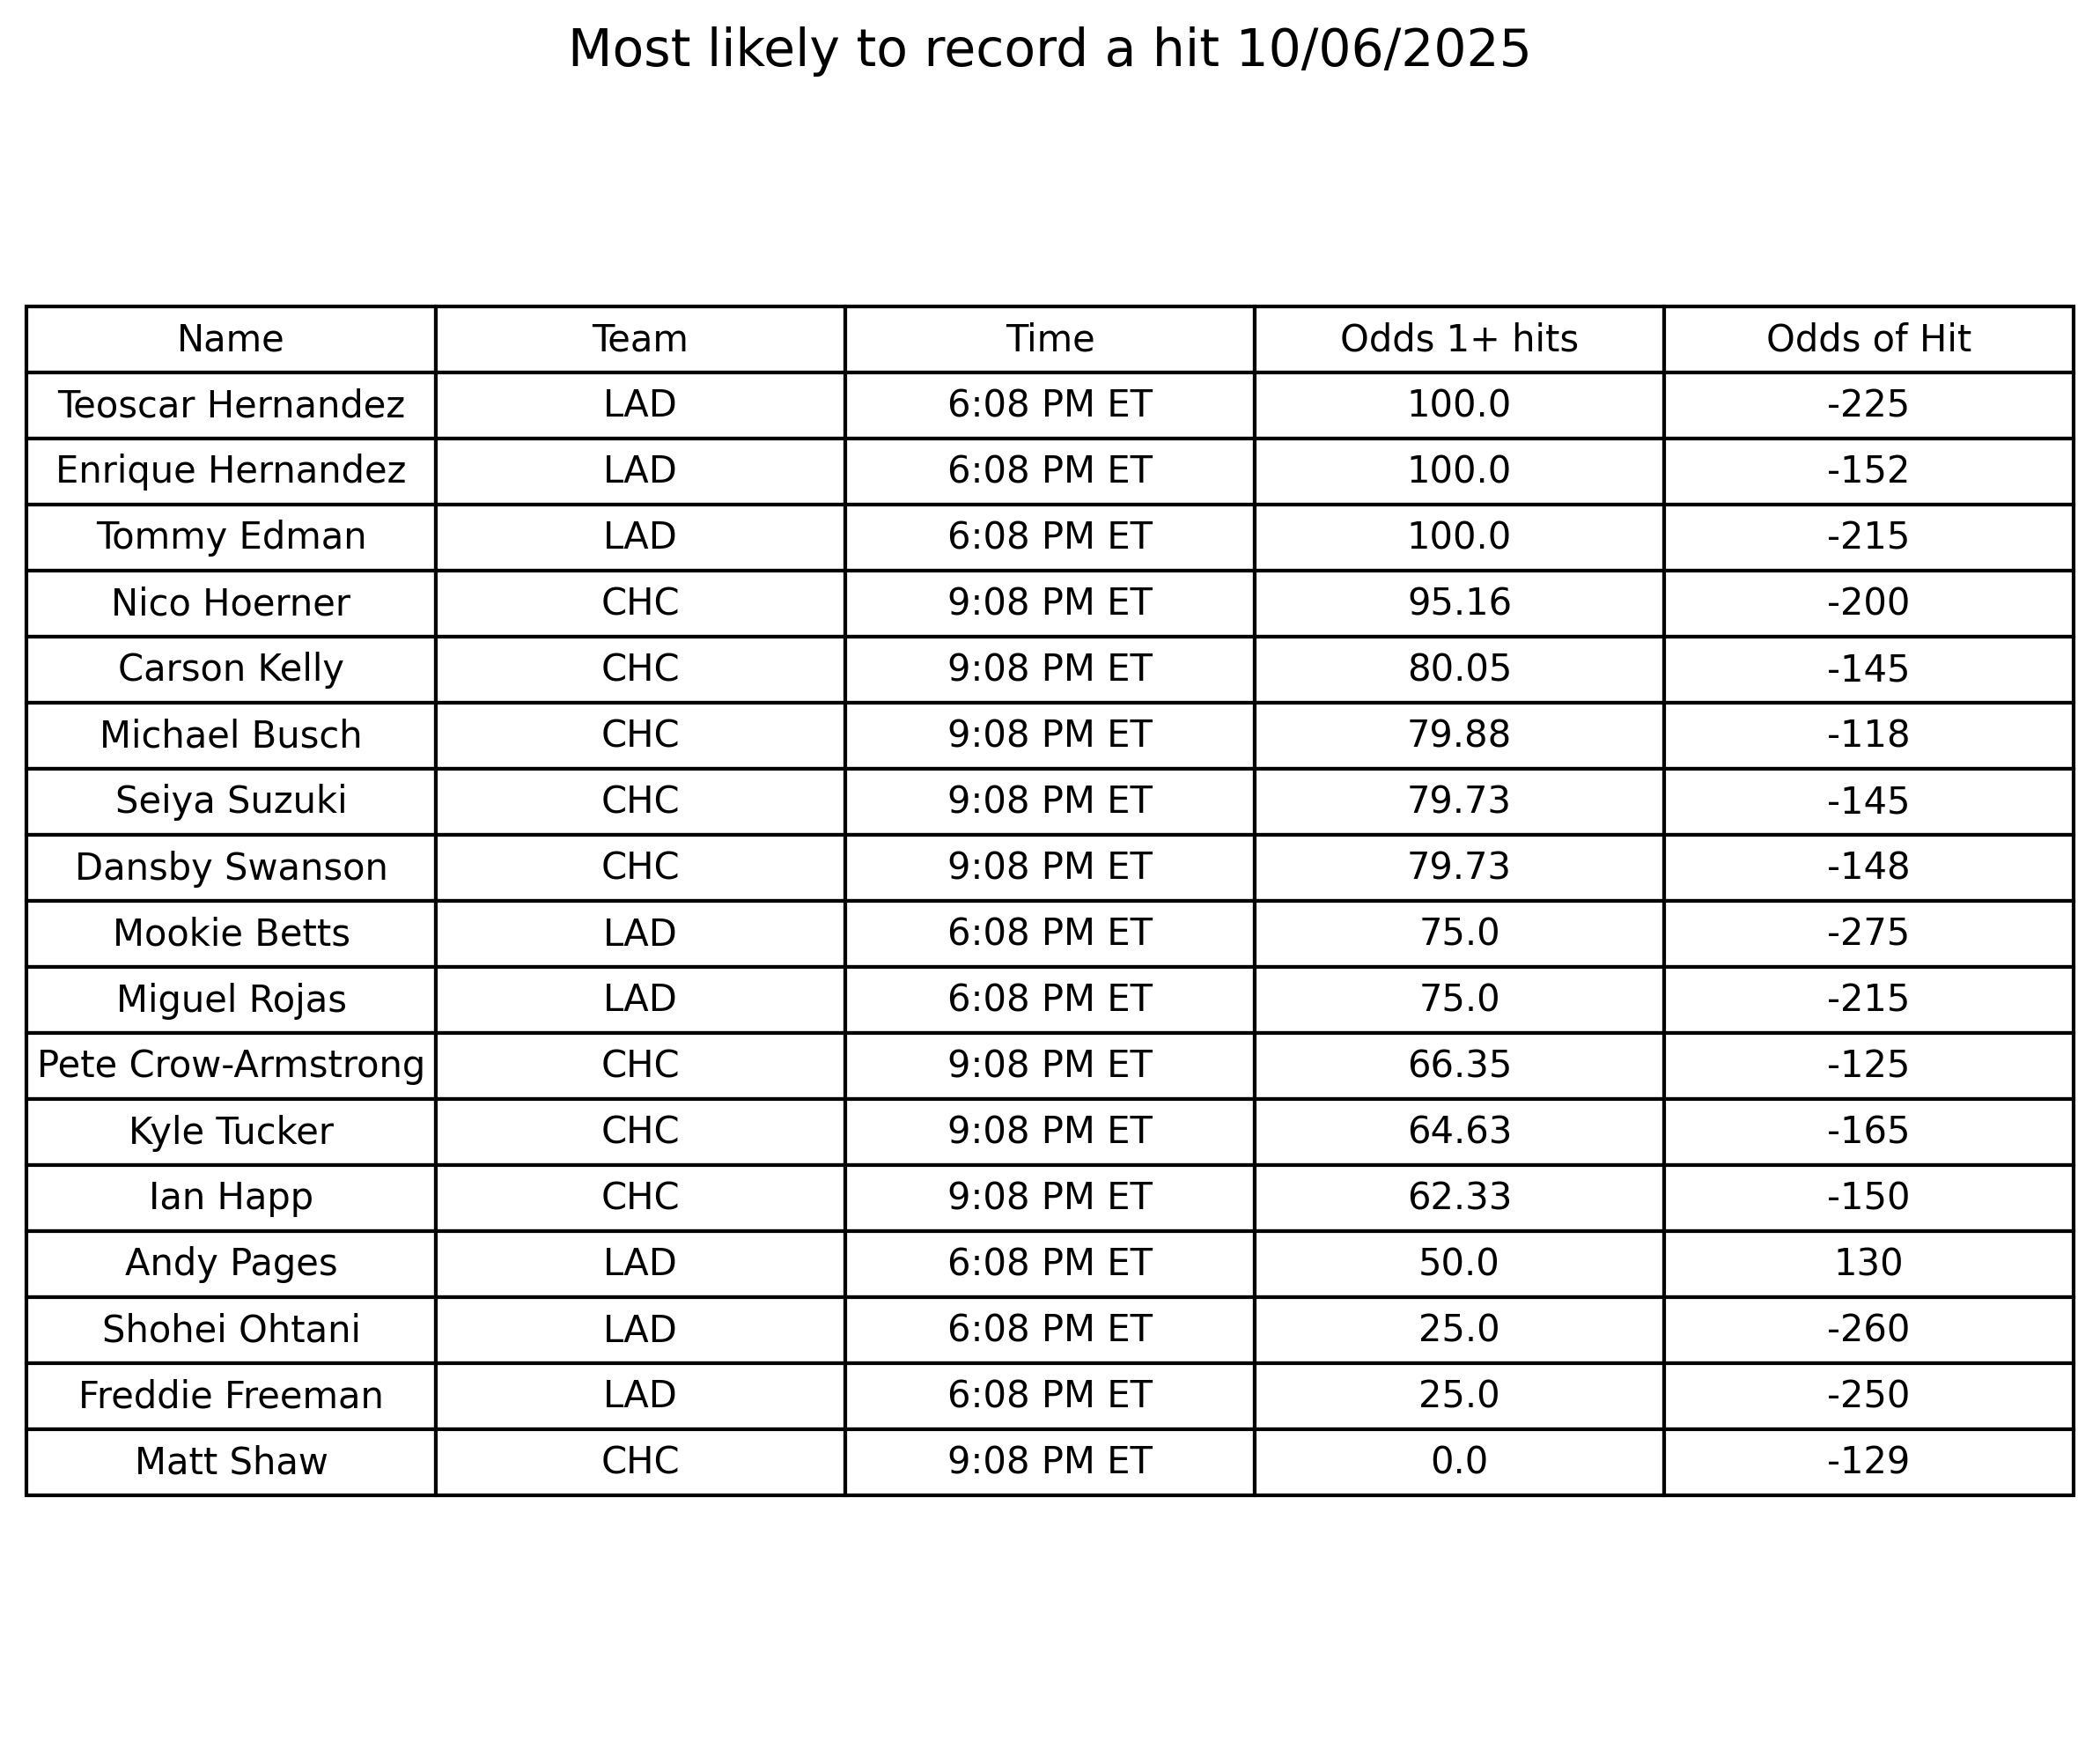 Most likely to record a hit 10/06/2025
Name Team Time Odds 1+ hits Odds of Hit
Teoscar Hernandez LAD 6:08 PM ET 100.0 -225
Enrique Hernandez LAD 6:08 PM ET 100.0 -152
Tommy Edman LAD 6:08 PM ET 100.0 -215
Nico Hoerner CHC 9:08 PM ET 95.16 -200
Carson Kelly CHC 9:08 PM ET 80.05 -145
Michael Busch CHC 9:08 PM ET 79.88 -118
Seiya Suzuki CHC 9:08 PM ET 79.73 -145
Dansby Swanson CHC 9:08 PM ET 79.73 -148
Mookie Betts LAD 6:08 PM ET 75.0 -275
Miguel Rojas LAD 6:08 PM ET 75.0 -215
Pete Crow-Armstrong CHC 9:08 PM ET 66.35 -125
Kyle Tucker CHC 9:08 PM ET 64.63 -165
Ian Happ CHC 9:08 PM ET 62.33 -150
Andy Pages LAD 6:08 PM ET 50.0 130
Shohei Ohtani LAD 6:08 PM ET 25.0 -260
Freddie Freeman LAD 6:08 PM ET 25.0 -250
Matt Shaw CHC 9:08 PM ET 0.0 -129